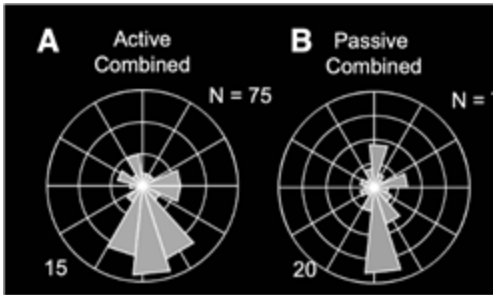 A
Active
Combined
N = 75
15
B
Passive
Combined
N =
20